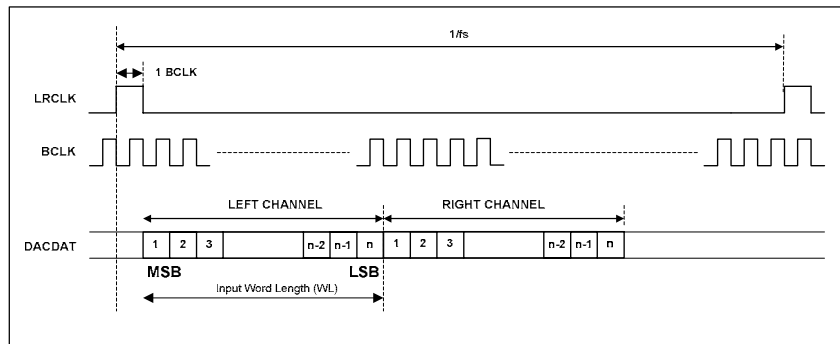 1/fs
1 BCLK
LRCLK
BCLK
LEFT CHANNEL RIGHT CHANNEL
DACDAT 1 2 3 n-2 n-1 n 1 2 3 n-2 n-1 n
MSB LSB
Input Word Length (WL)